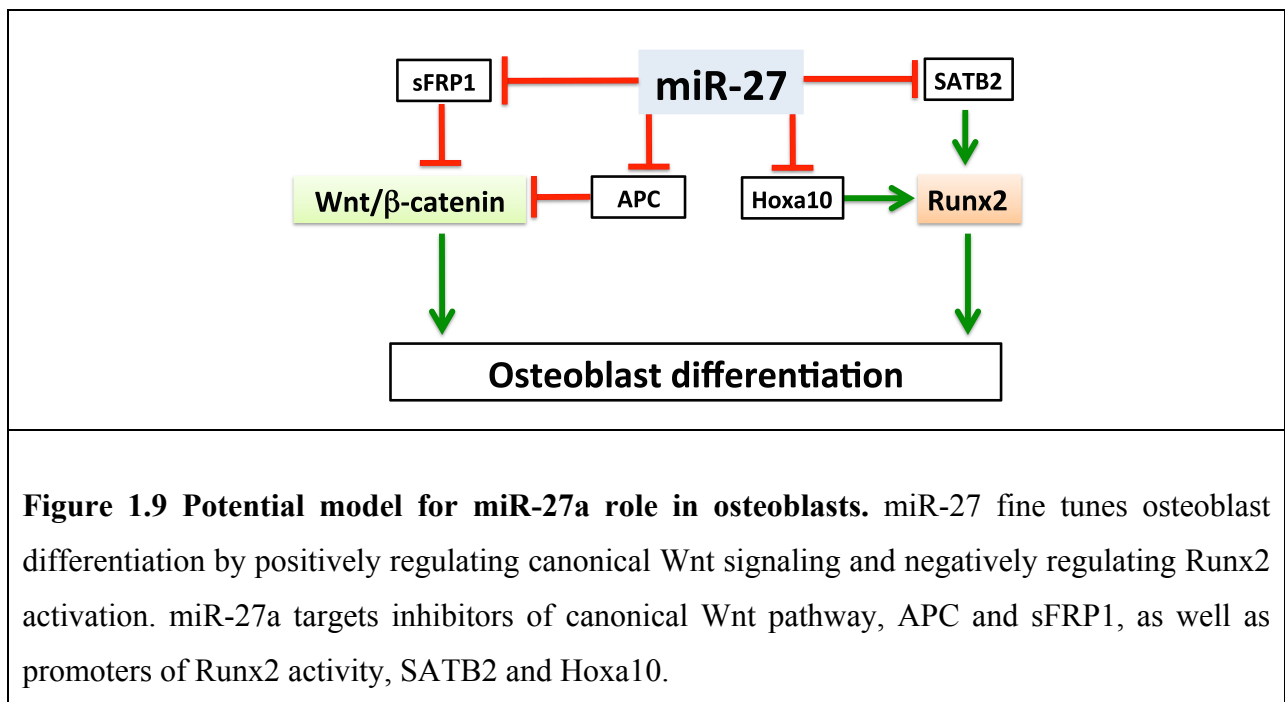 sFRP1
miR-27
SATB2
Wnt/β-catenin
APC
Hoxa10
Runx2
Osteoblast differentiation
Figure 1.9 Potential model for miR-27a role in osteoblasts. miR-27 fine tunes osteoblast
differentiation by positively regulating canonical Wnt signaling and negatively regulating Runx2
activation. miR-27a targets inhibitors of canonical Wnt pathway, APC and sFRP1, as well as
promoters of Runx2 activity, SATB2 and Hoxa10.